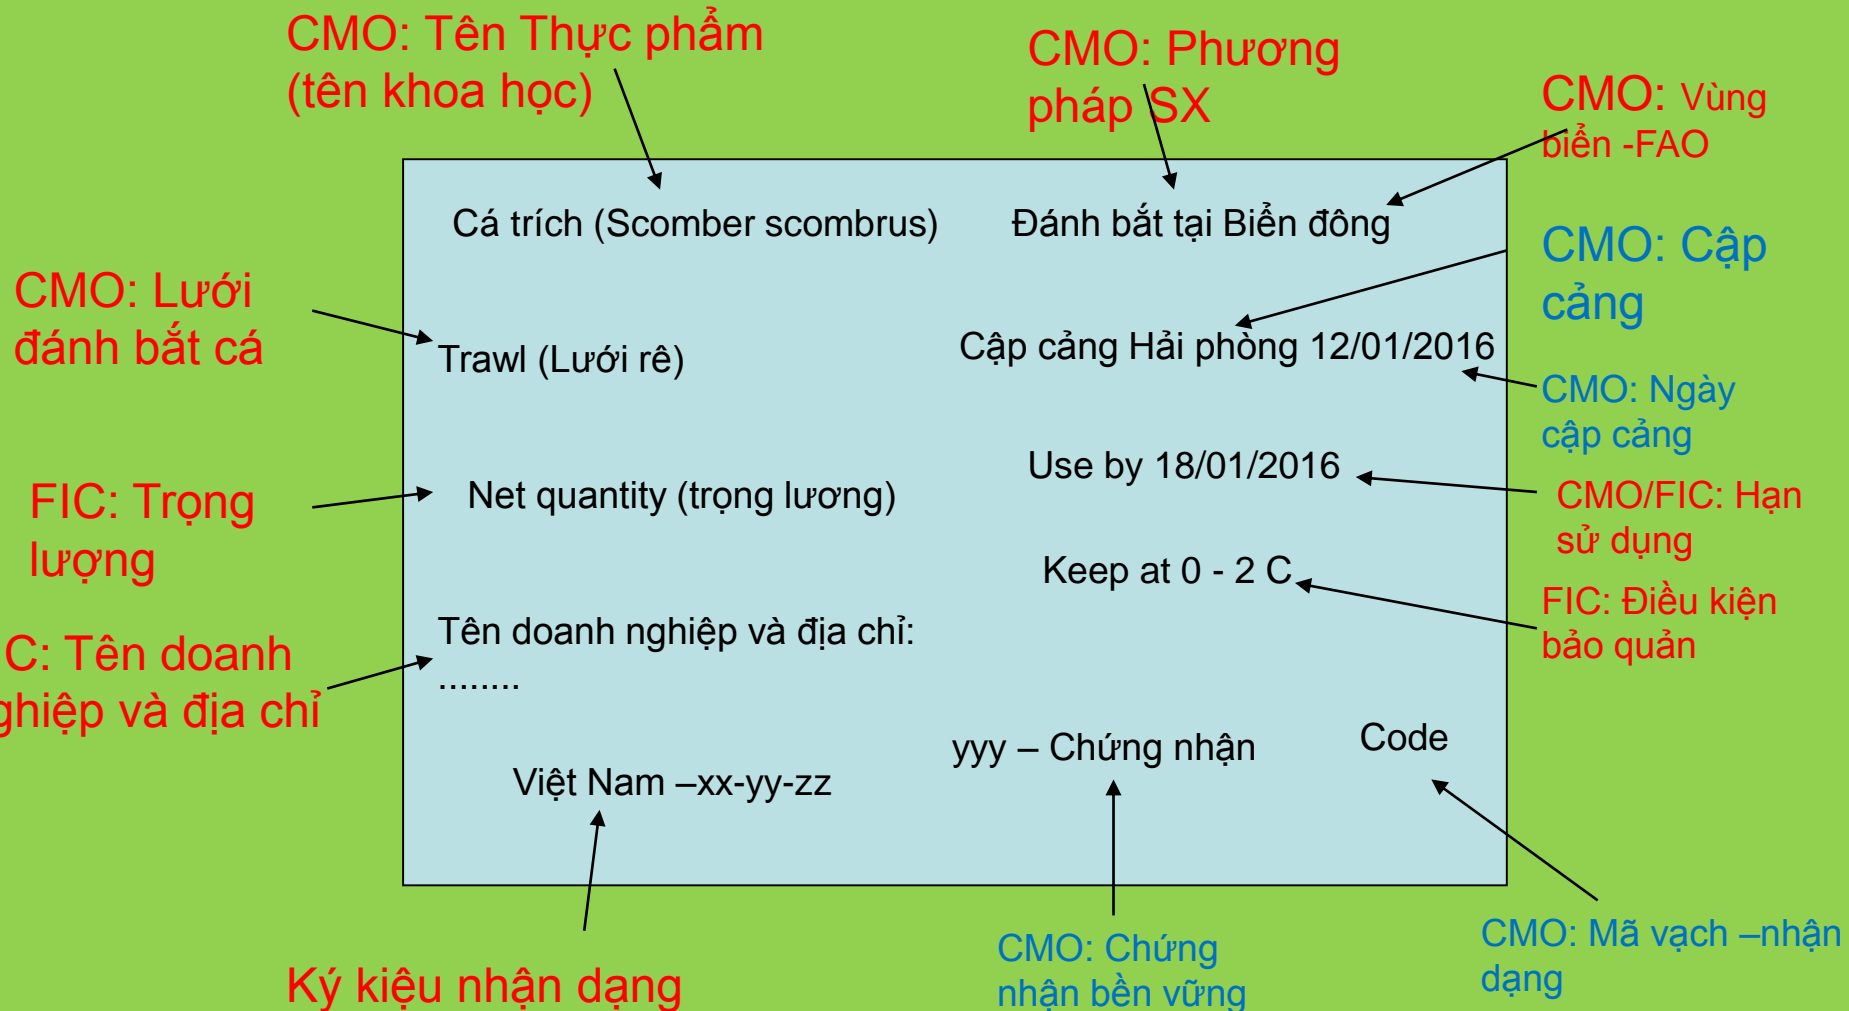 CMO: Tên Thực phẩm
(tên khoa học)
CMO: Phương
pháp SX
CMO: Vùng
biển -FAO
Cá trích (Scomber scombrus)
Đánh bắt tại Biển đông
CMO: Cập
cảng
CMO: Lưới
đánh bắt cá
Trawl (Lưới rê)
Cập cảng Hải phòng 12/01/2016
CMO: Ngày
cập cảng
FIC: Trọng
lượng
Net quantity (trọng lương)
Use by 18/01/2016
CMO/FIC: Hạn
sử dụng
Keep at 0 - 2 C
FIC: Điều kiện
bảo quản
C: Tên doanh
ghiệp và địa chỉ
Tên doanh nghiệp và địa chỉ:
........
Việt Nam –xx-yy-zz
yyy – Chứng nhận
Code
Ký kiệu nhận dạng
CMO: Chứng
nhận bền vững
CMO: Mã vạch –nhận
dạng